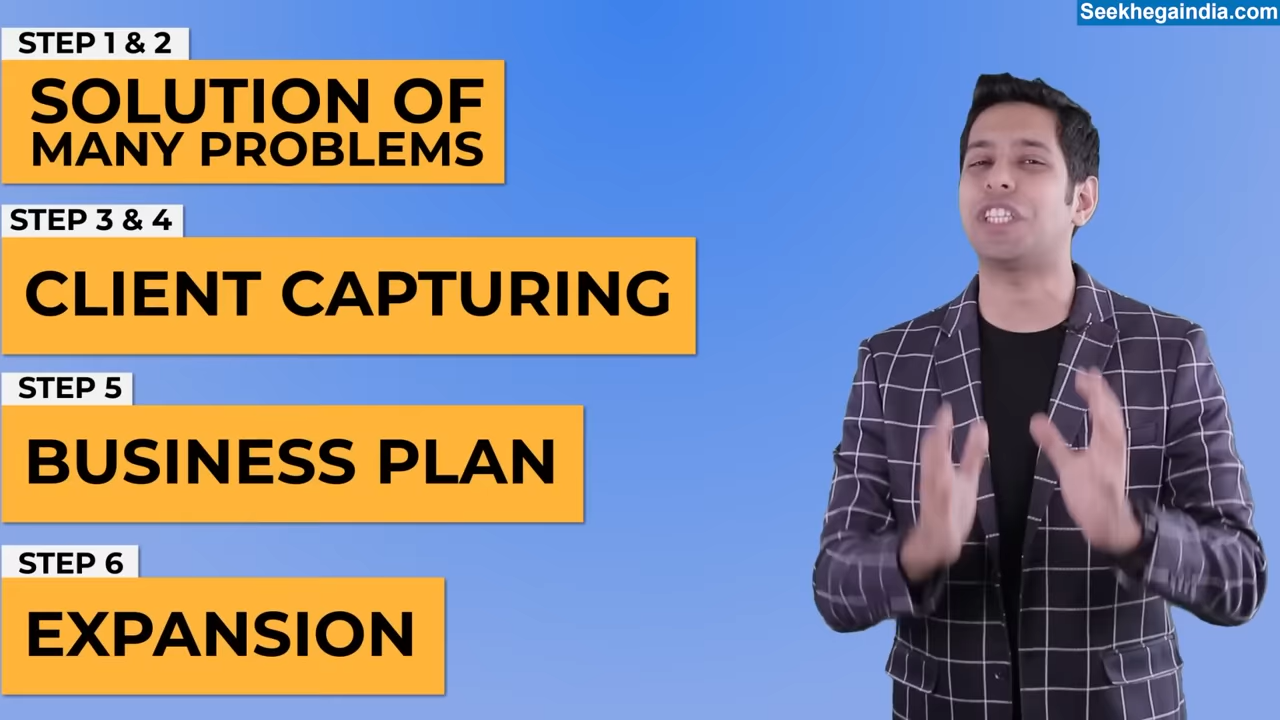 Seekhegaindia.com
STEP 1 & 2
SOLUTION OF
MANY PROBLEMS
STEP 3 & 4
CLIENT CAPTURING
STEP 5
BUSINESS PLAN
STEP 6
EXPANSION